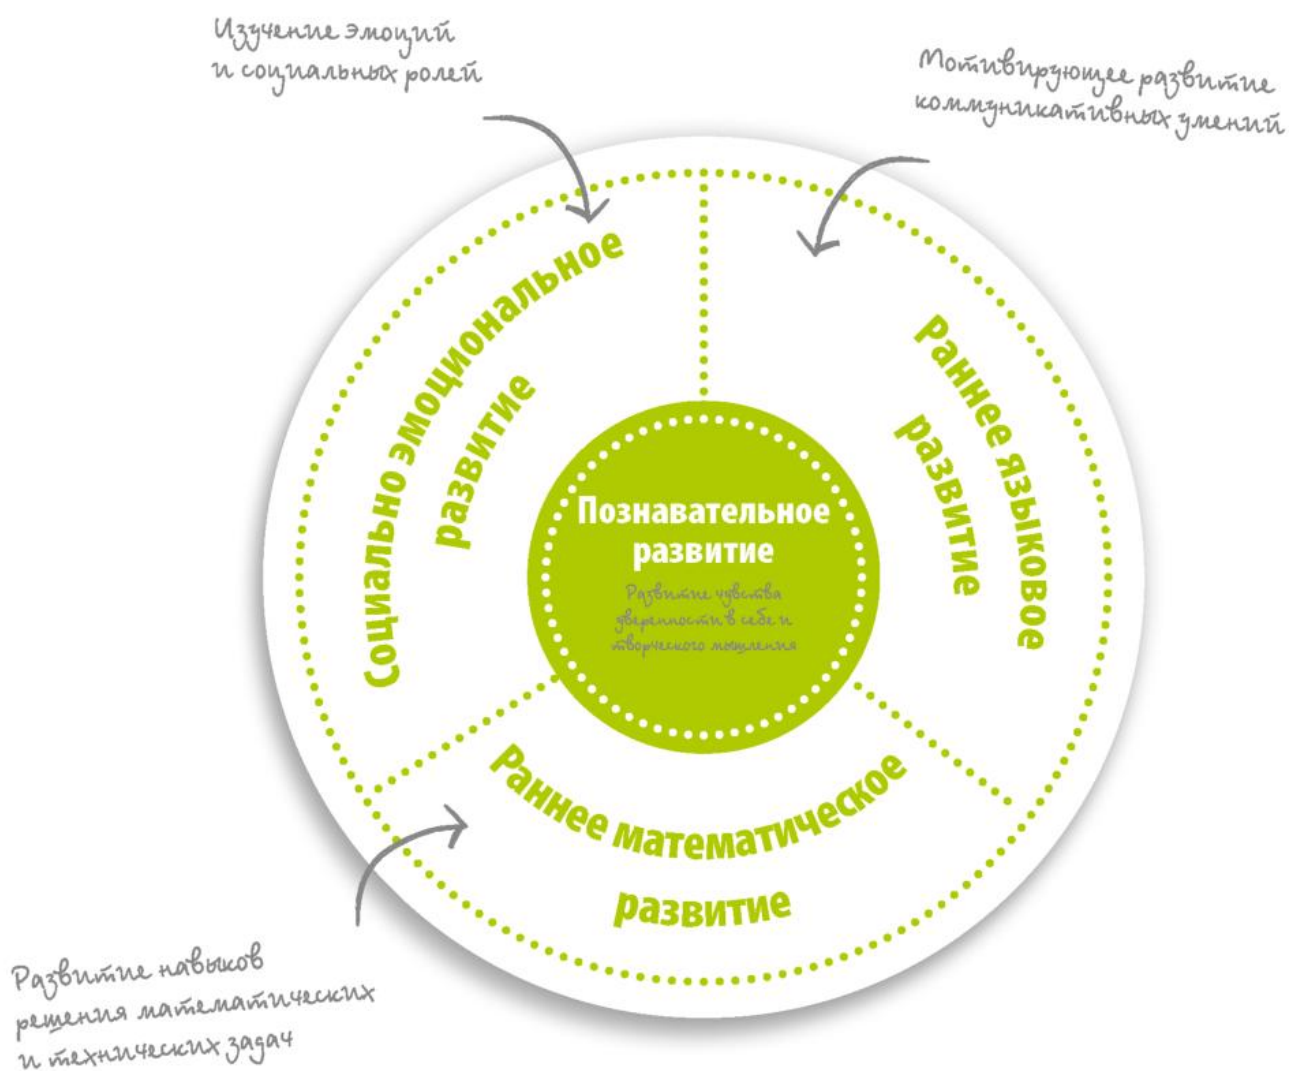 Изучение эмоций
и социальных ролей
Мотивирующее развитие
коммуникативных умений
Социально эмоциональное
развитие
Раннее языковое
развитие
Познавательное
развитие
Развитие чувства
уверенности в себе и
творческого мышления
Раннее математическое
развитие
Развитие навыков
решения математических
и технических задач